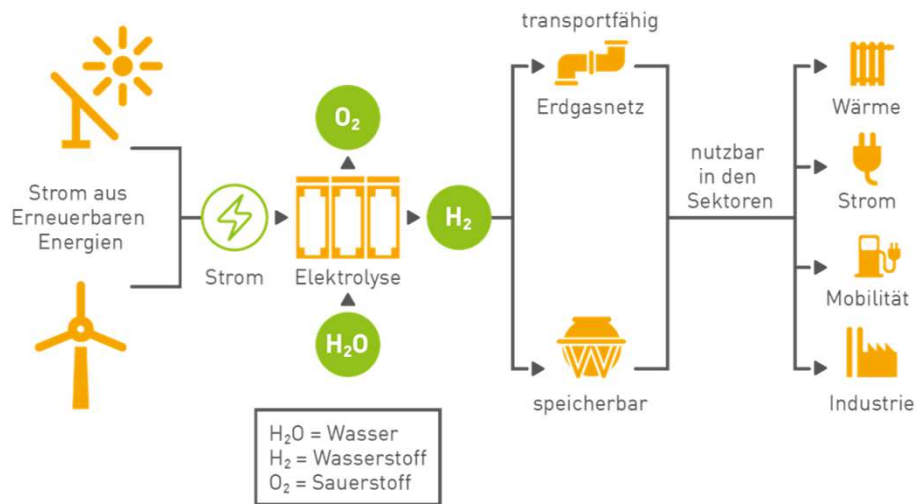 transportfähig
Erdgasnetz
O₂
Strom aus
Erneuerbaren
Energien
Strom
Elektrolyse
H₂
H₂O
speicherbar
nutzbar
in den
Sektoren
Wärme
Strom
Mobilität
Industrie
H₂O = Wasser
H₂ = Wasserstoff
O₂ = Sauerstoff